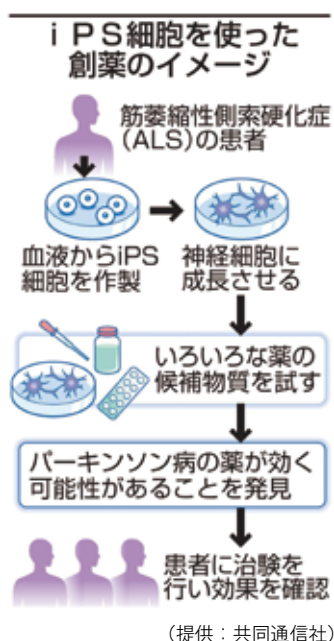 iPS細胞を使った
創薬のイメージ
筋萎縮性側索硬化症
(ALS)の患者
血液からiPS
細胞を作製
神経細胞に
成長させる
いろいろな薬の
候補物質を試す
パーキンソン病の薬が効く
可能性があることを発見
患者に治験を
行い効果を確認
(提供:共同通信社)